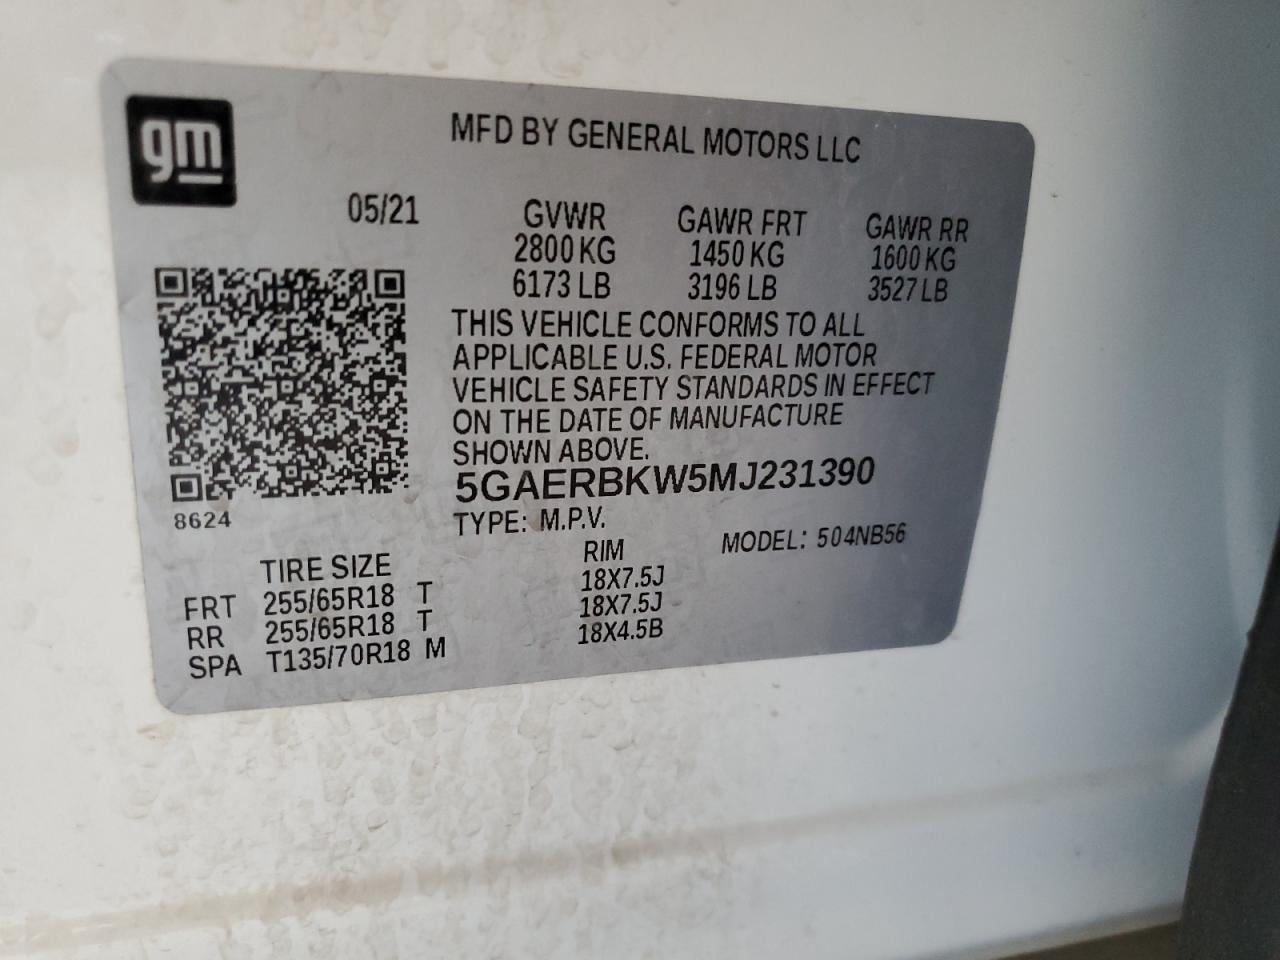 gm
MFD BY GENERAL MOTORS LLC
05/21 GVWR GAWR FRT GAWR RR
2800 KG 1450 KG 1600 KG
6173 LB 3196 LB 3527 LB
THIS VEHICLE CONFORMS TO ALL
APPLICABLE U.S. FEDERAL MOTOR
VEHICLE SAFETY STANDARDS IN EFFECT
ON THE DATE OF MANUFACTURE
SHOWN ABOVE.
5GAERBKW5MJ231390
8624
TYPE: M.P.V. MODEL: 504NB56
TIRE SIZE RIM
FRT 255/65R18 T 18X7.5J
RR 255/65R18 T 18X7.5J
SPA T135/70R18 M 18X4.5B